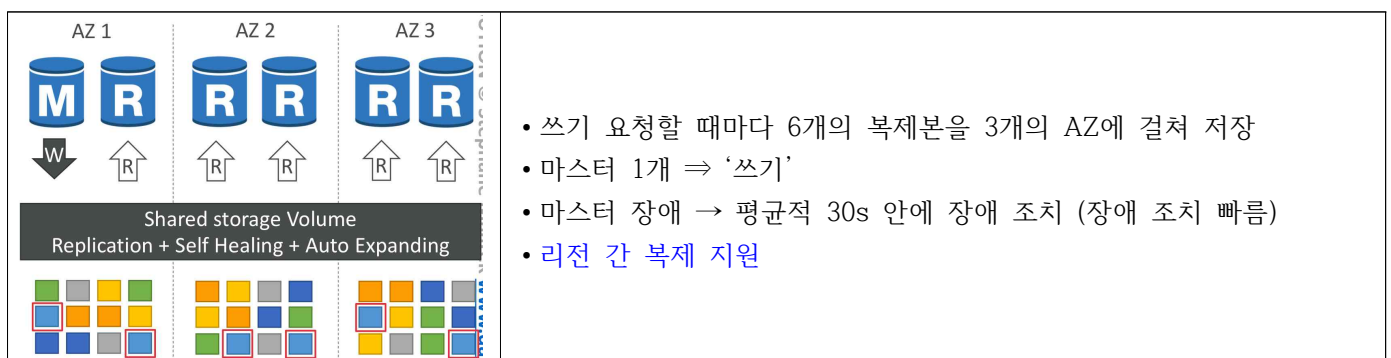 AZ 1 AZ 2 AZ 3
M R R R R R
W R R R R R
Shared storage Volume
Replication + Self Healing + Auto Expanding
• 쓰기 요청할 때마다 6개의 복제본을 3개의 AZ에 걸쳐 저장
• 마스터 1개 ⇒ ‘쓰기’
• 마스터 장애 → 평균적 30s 안에 장애 조치 (장애 조치 빠름)
• 리전 간 복제 지원